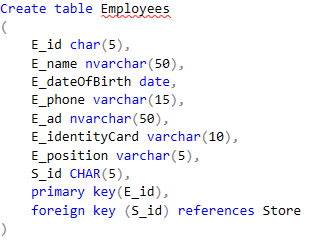 Create table Employees
(
E_id char(5),
E_name nvarchar(50),
E_dateOfBirth date,
E_phone varchar(15),
E_ad nvarchar(50),
E_identityCard varchar(10),
E_position varchar(5),
S_id CHAR(5),
primary key(E_id),
foreign key (S_id) references Store
)